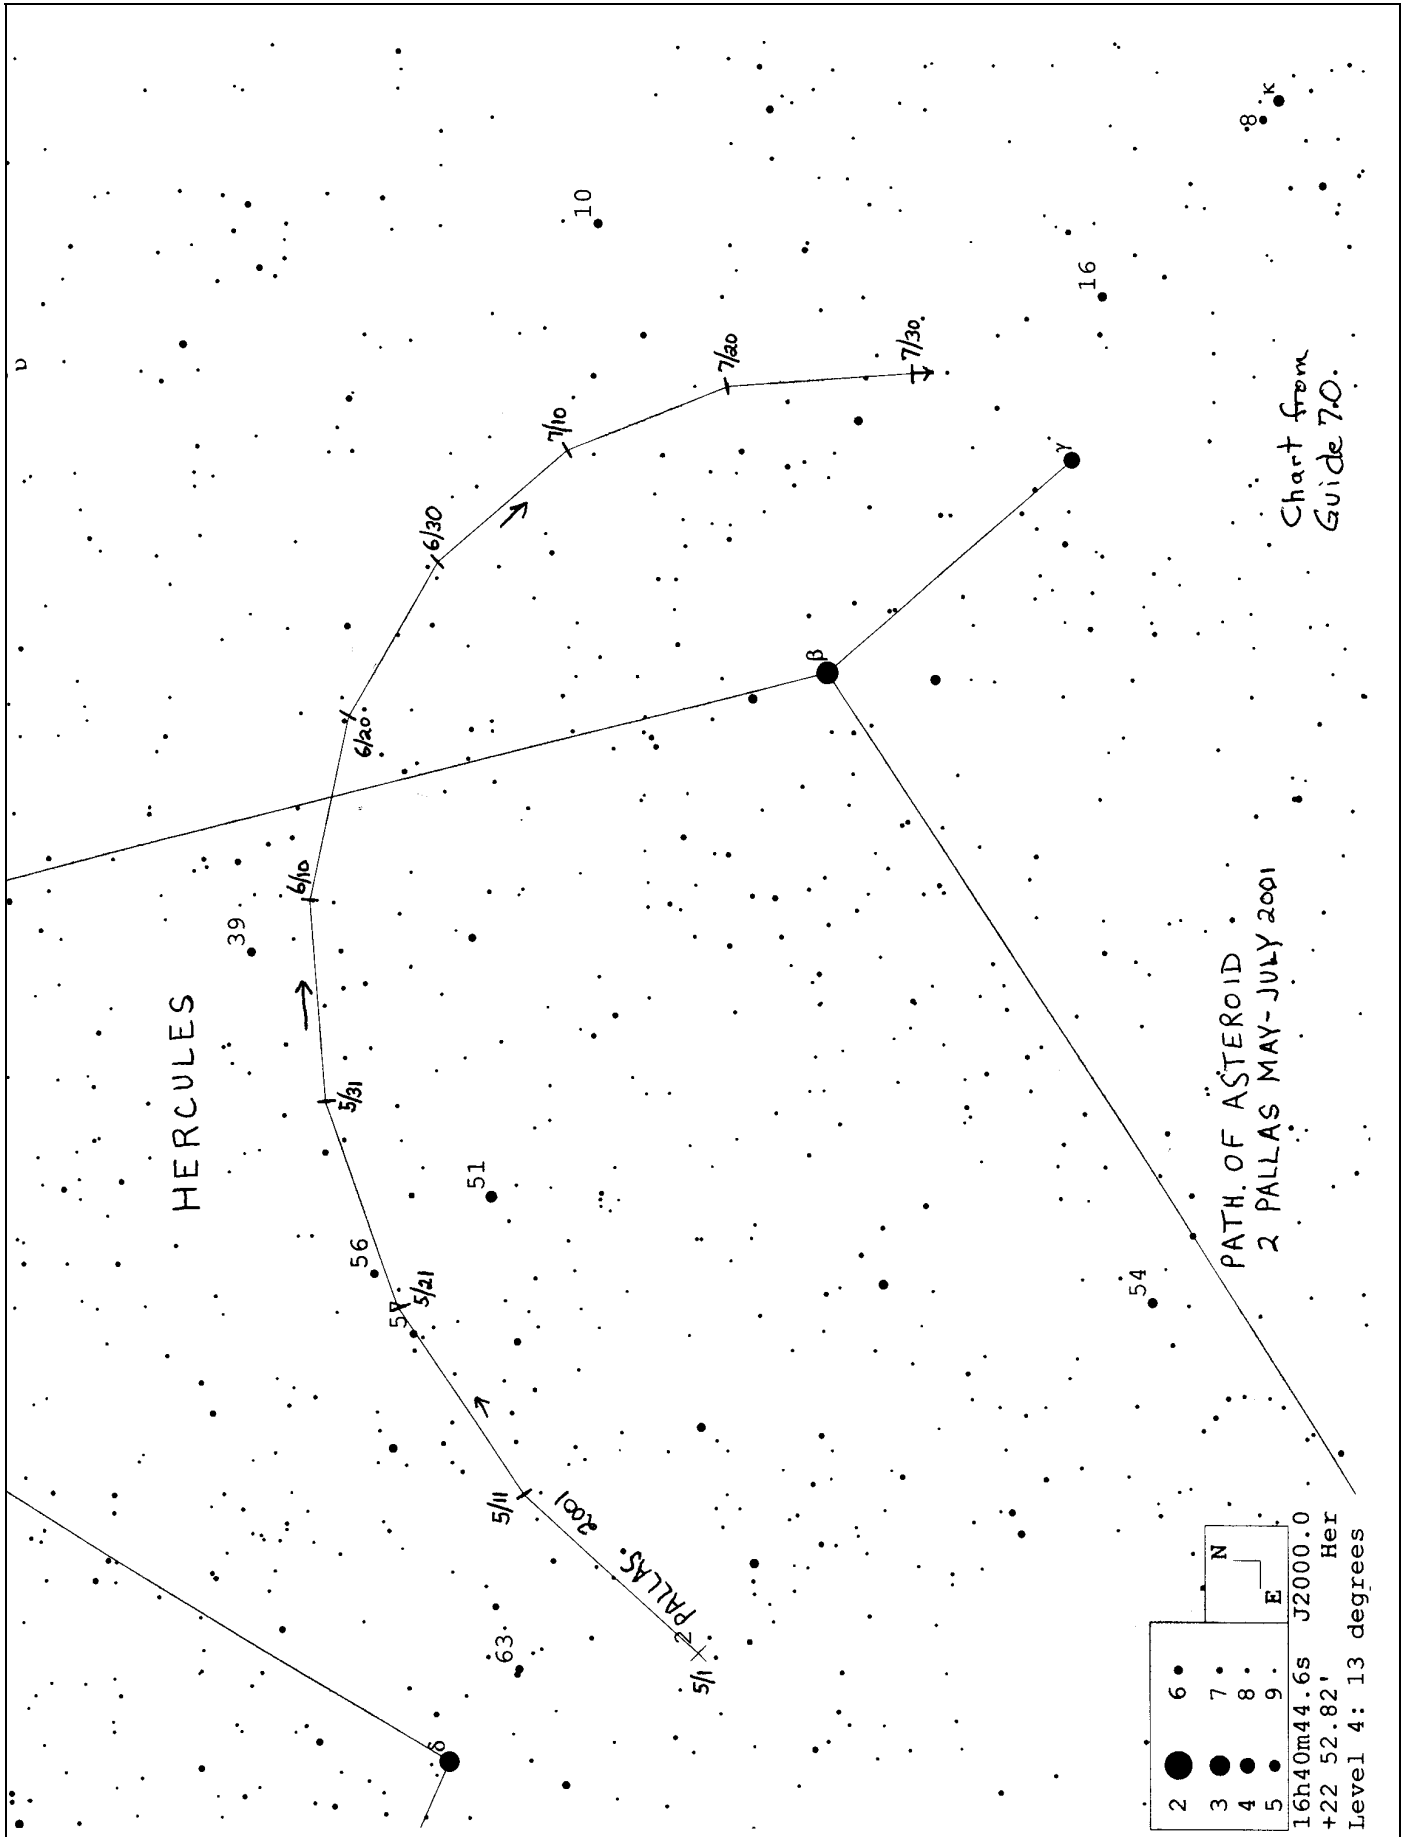 υ
8
κ
10
16
7/30
7/20
7/10
γ
Chart from
Guide 7.0.
6/30
β
6/20
6/10
39
HERCULES
5/31
51
56
57
5/21
54
PATH OF ASTEROID
2 PALLAS MAY-JULY 2001
5/11
2001
2 PALLAS
5/1
63
δ
N
E
2
3
4
5
6
7
8
9
16h40m44.6s J2000.0
+22 52.82' Her
Level 4: 13 degrees